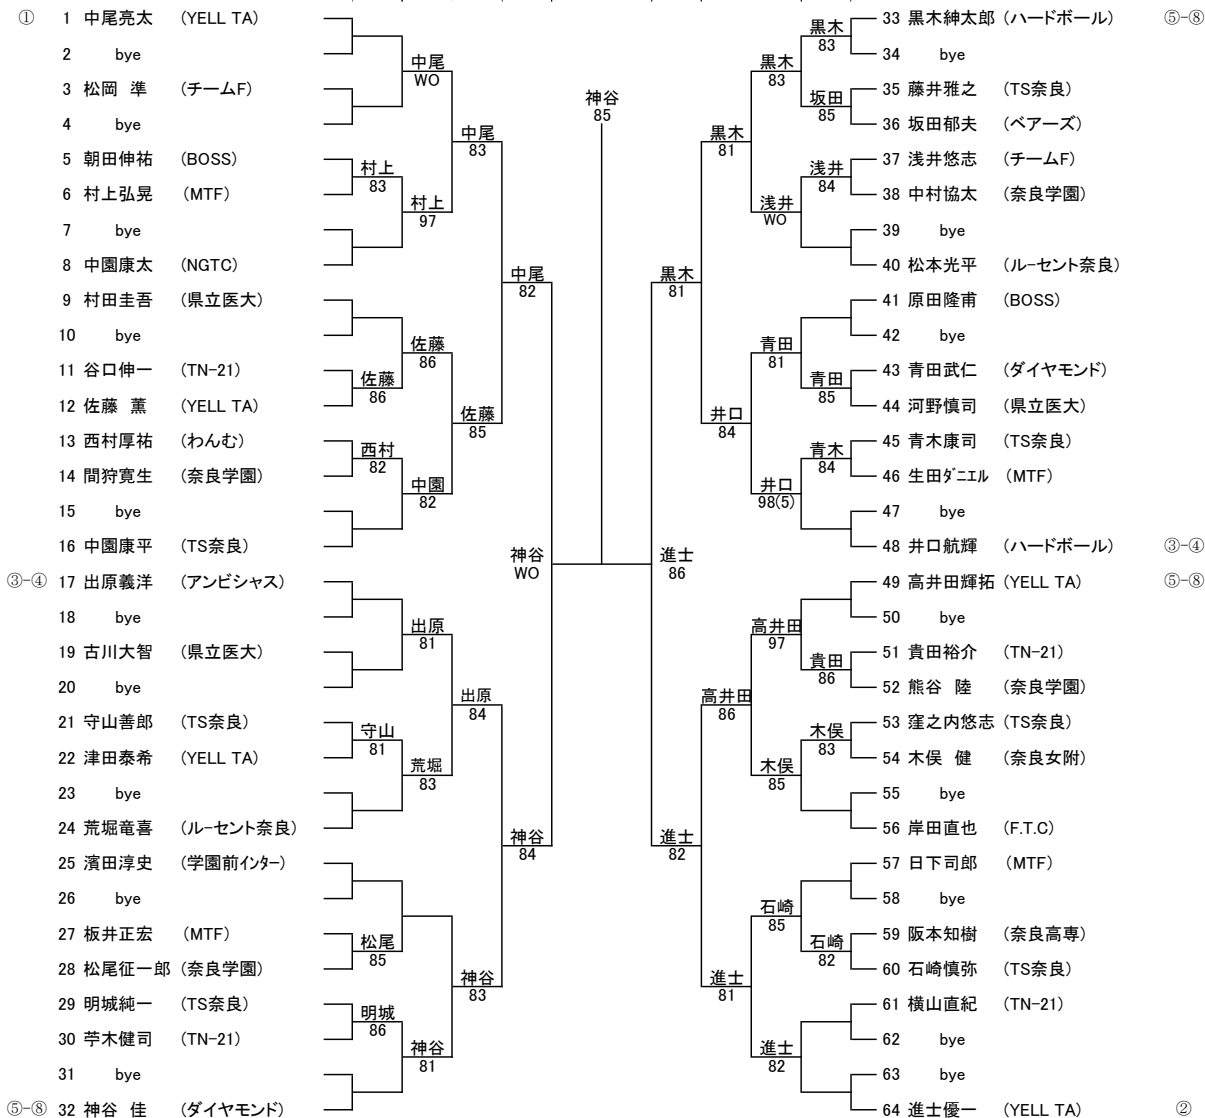 ① 1 中尾亮太 (YELL TA)
2 bye
3 松岡 準 (チームF)
4 bye
5 朝田伸祐 (BOSS)
6 村上弘晃 (MTF)
7 bye
8 中園康太 (NGTC)
9 村田圭吾 (県立医大)
10 bye
11 谷口伸一 (TN-21)
12 佐藤 薫 (YELL TA)
13 西村厚祐 (わんむ)
14 間狩寛生 (奈良学園)
15 bye
16 中園康平 (TS奈良)
③-④ 17 出原義洋 (アンビシャス)
18 bye
19 古川大智 (県立医大)
20 bye
21 守山善郎 (TS奈良)
22 津田泰希 (YELL TA)
23 bye
24 荒堀竜喜 (ルｰセント奈良)
25 濱田淳史 (学園前ｲﾝﾀｰ)
26 bye
27 板井正宏 (MTF)
28 松尾征一郎 (奈良学園)
29 明城純一 (TS奈良)
30 苧木健司 (TN-21)
31 bye
⑤-⑧ 32 神谷 佳 (ダイヤモンド)
村上
83
佐藤
86
西村
82
守山
81
松尾
85
明城
86
中尾
WO
村上
97
佐藤
86
中園
82
出原
81
荒堀
83
神谷
81
中尾
83
佐藤
85
出原
84
神谷
83
中尾
82
神谷
84
神谷
WO
神谷
85
進士
86
黒木
81
進士
82
黒木
81
井口
84
高井田
86
進士
81
黒木
83
浅井
WO
青田
81
井口
98(5)
高井田
97
木俣
85
石崎
85
進士
82
黒木
83
坂田
85
浅井
84
青田
85
青木
84
貴田
86
木俣
83
石崎
82
33 黒木紳太郎 (ハードボール) ⑤-⑧
34 bye
35 藤井雅之 (TS奈良)
36 坂田郁夫 (ベアーズ)
37 浅井悠志 (チームF)
38 中村協太 (奈良学園)
39 bye
40 松本光平 (ルｰセント奈良)
41 原田隆甫 (BOSS)
42 bye
43 青田武仁 (ダイヤモンド)
44 河野慎司 (県立医大)
45 青木康司 (TS奈良)
46 生田ﾀﾞﾆｴﾙ (MTF)
47 bye
48 井口航輝 (ハードボール) ③-④
49 高井田輝拓 (YELL TA) ⑤-⑧
50 bye
51 貴田裕介 (TN-21)
52 熊谷 陸 (奈良学園)
53 窪之内悠志 (TS奈良)
54 木俣 健 (奈良女附)
55 bye
56 岸田直也 (F.T.C)
57 日下司郎 (MTF)
58 bye
59 阪本知樹 (奈良高専)
60 石崎慎弥 (TS奈良)
61 横山直紀 (TN-21)
62 bye
63 bye
64 進士優一 (YELL TA) ②